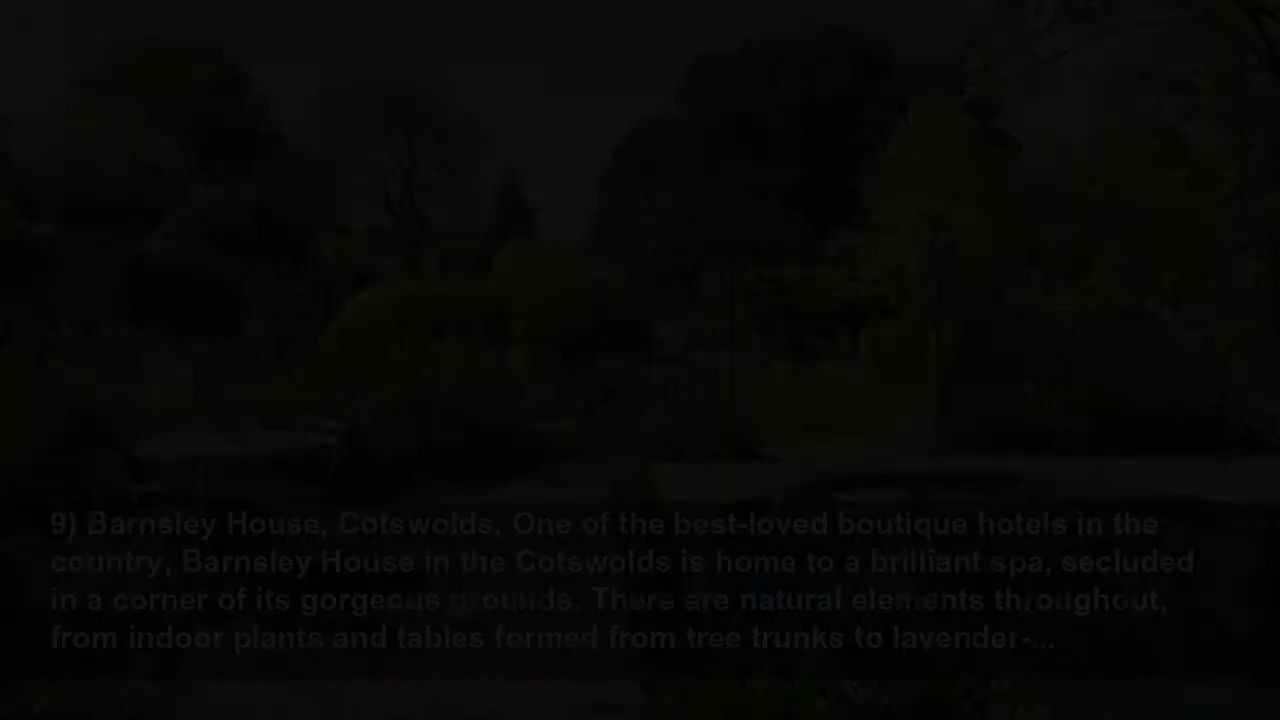 9) Barnsley House, Cotswolds. One of the best-loved boutique hotels in the
country, Barnsley House in the Cotswolds is home to a brilliant spa, secluded
in a corner of its gorgeous grounds. There are natural elements throughout,
from indoor plants and tables formed from tree trunks to lavender-...